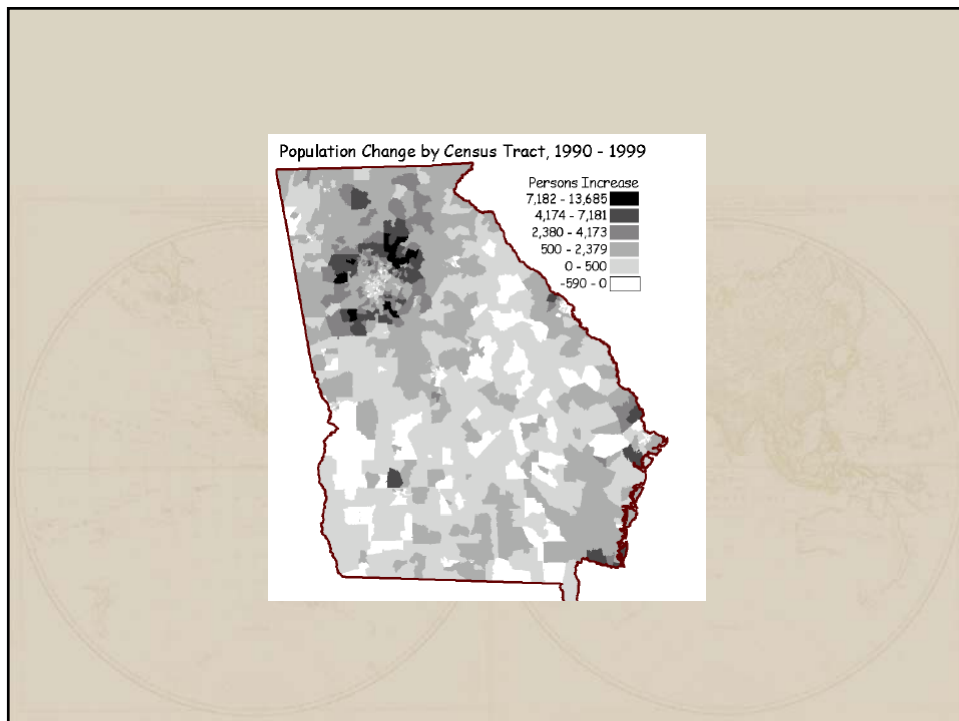 Population Change by Census Tract, 1990 - 1999
Persons Increase
7,182 - 13,685
4,174 - 7,181
2,380 - 4,173
500 - 2,379
0 - 500
-590 - 0